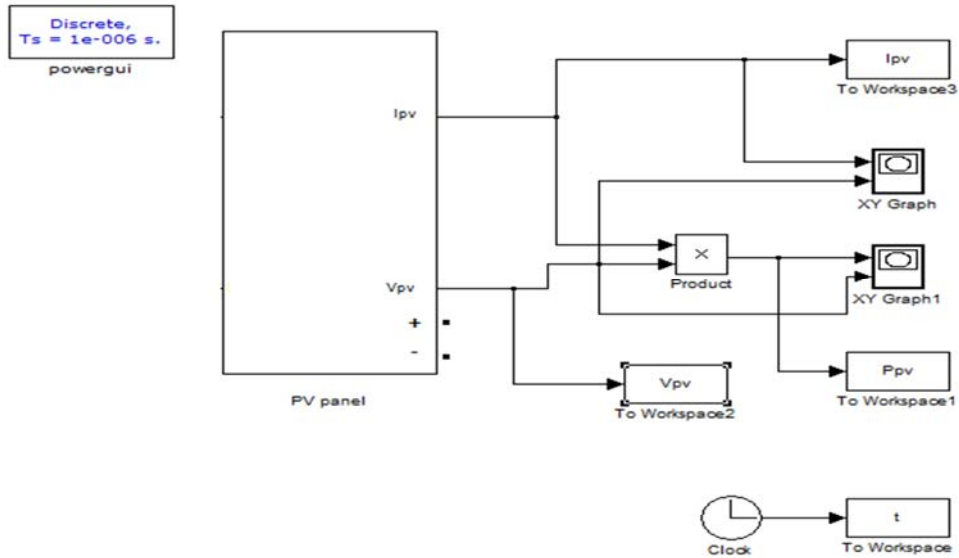 Discrete,
Ts = 1e-006 s.
powergui
Ipv
Vpv
+
-
PV panel
Ipv
To Workspace3
XY Graph
X
Product
XY Graph1
Vpv
To Workspace2
Ppv
To Workspace1
Clock
t
To Workspace